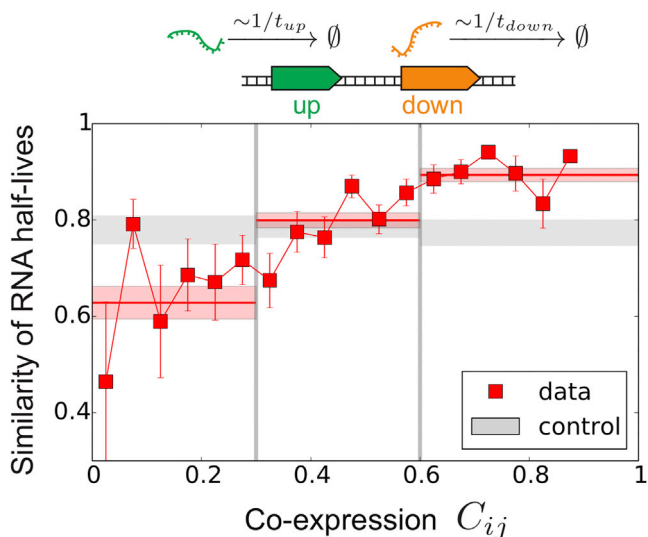 ~1/t_up ∅ ~1/t_down ∅
up down
1
0.8
0.6
0.4
0 0.2 0.4 0.6 0.8 1
Similarity of RNA half-lives
data
control
Co-expression C_ij